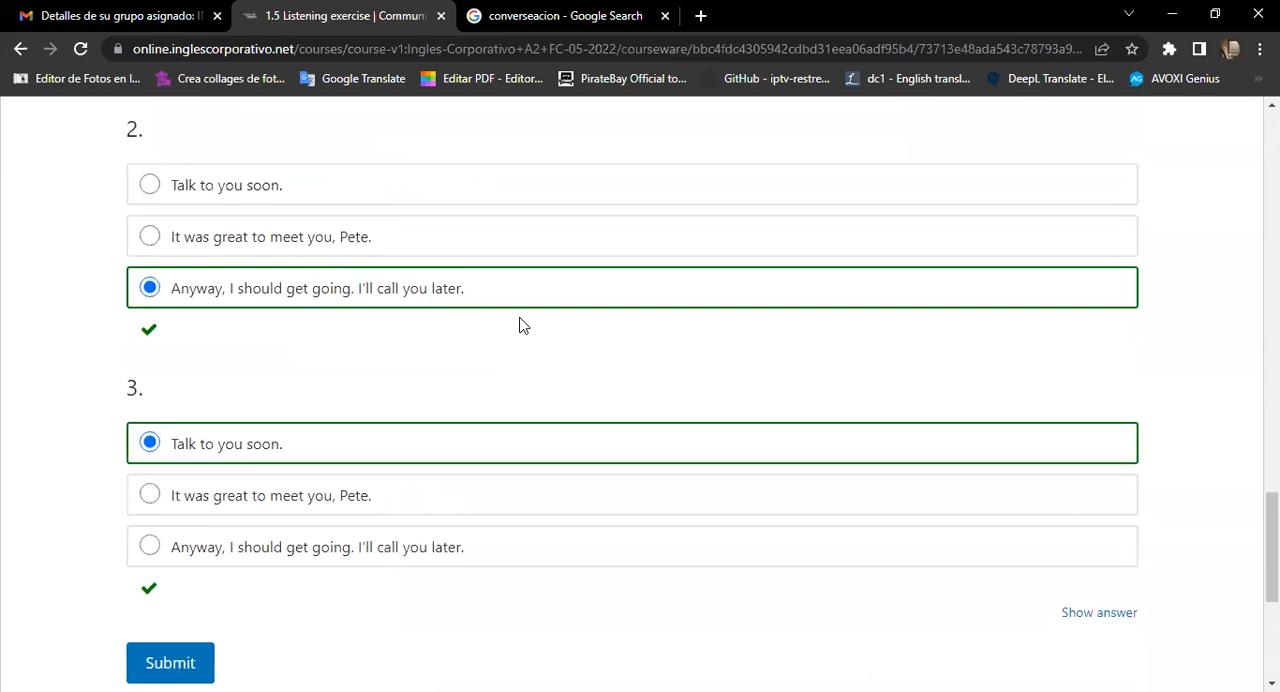 Detalles de su grupo asignado: I
1.5 Listening exercise | Commun
converseacion - Google Search
online.inglescorporativo.net/courses/course-v1:Ingles-Corporativo+A2+FC-05-2022/courseware/bbc4fdc4305942cdbd31eea06adf95b4/73713e48ada543c78793a9...
Editor de Fotos en l...
Crea collages de fot...
Google Translate
Editar PDF - Editor...
PirateBay Official to...
GitHub - iptv-restre...
dc1 - English transl...
DeepL Translate - El...
AVOXI Genius
2.
Talk to you soon.
It was great to meet you, Pete.
Anyway, I should get going. I'll call you later.
3.
Talk to you soon.
It was great to meet you, Pete.
Anyway, I should get going. I'll call you later.
Show answer
Submit